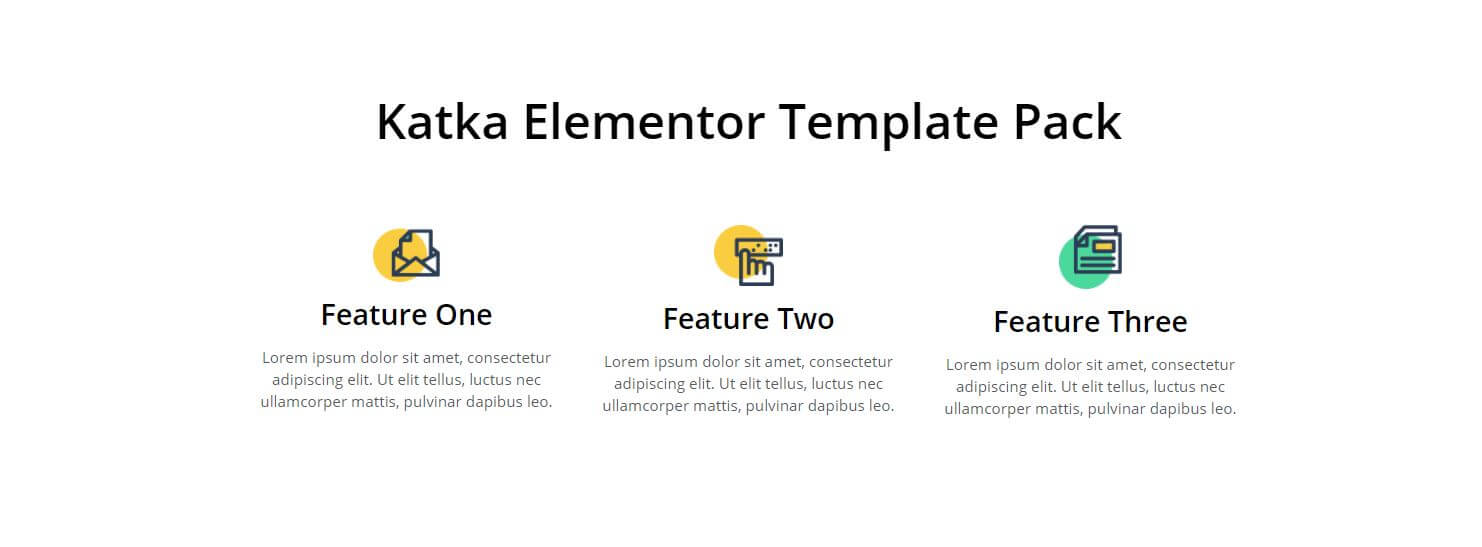 Katka Elementor Template Pack
Feature One
Lorem ipsum dolor sit amet, consectetur
adipiscing elit. Ut elit tellus, luctus nec
ullamcorper mattis, pulvinar dapibus leo.
Feature Two
Lorem ipsum dolor sit amet, consectetur
adipiscing elit. Ut elit tellus, luctus nec
ullamcorper mattis, pulvinar dapibus leo.
Feature Three
Lorem ipsum dolor sit amet, consectetur
adipiscing elit. Ut elit tellus, luctus nec
ullamcorper mattis, pulvinar dapibus leo.